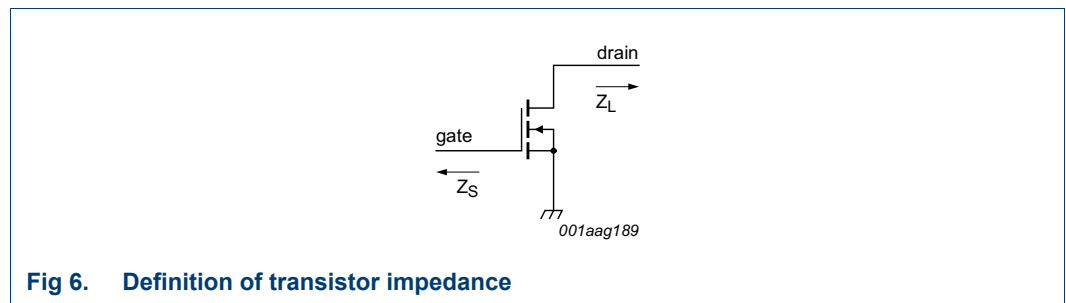 drain
Z_L
gate
Z_S
001aag189
Fig 6. Definition of transistor impedance